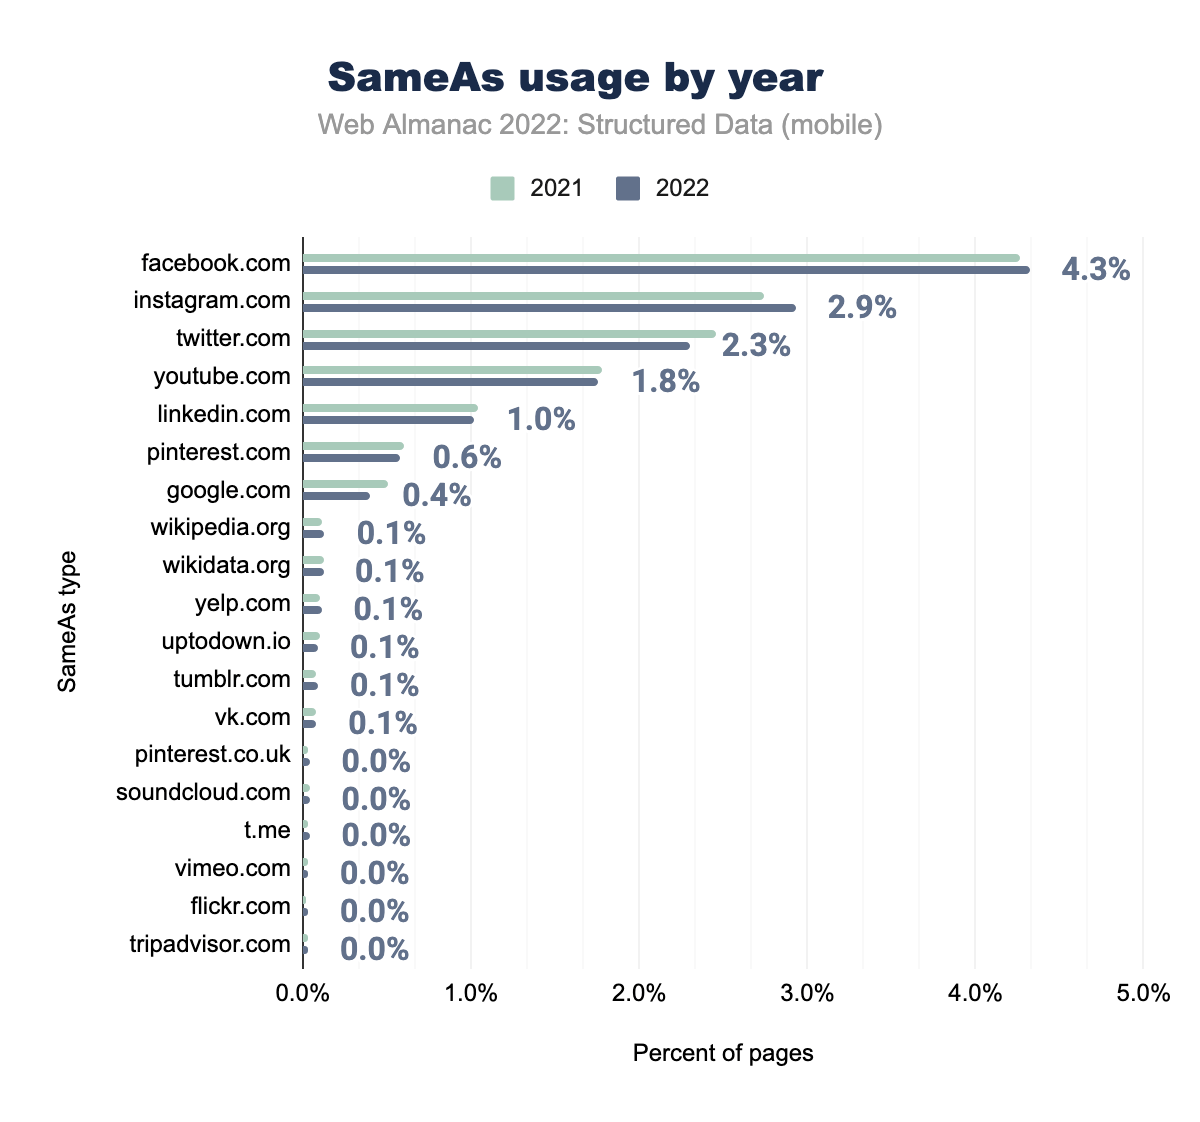 SameAs usage by year
Web Almanac 2022: Structured Data (mobile)
2021 2022
facebook.com 4.3%
instagram.com 2.9%
twitter.com 2.3%
youtube.com 1.8%
linkedin.com 1.0%
pinterest.com 0.6%
google.com 0.4%
wikipedia.org 0.1%
wikidata.org 0.1%
yelp.com 0.1%
uptodown.io 0.1%
tumblr.com 0.1%
vk.com 0.1%
pinterest.co.uk 0.0%
soundcloud.com 0.0%
t.me 0.0%
vimeo.com 0.0%
flickr.com 0.0%
tripadvisor.com 0.0%
SameAs type
0.0% 1.0% 2.0% 3.0% 4.0% 5.0%
Percent of pages